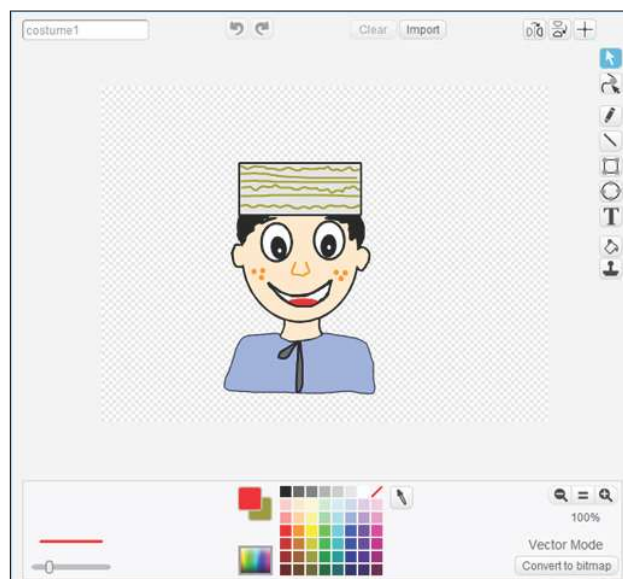 costume1
Clear Import
T
100%
Vector Mode
Convert to bitmap